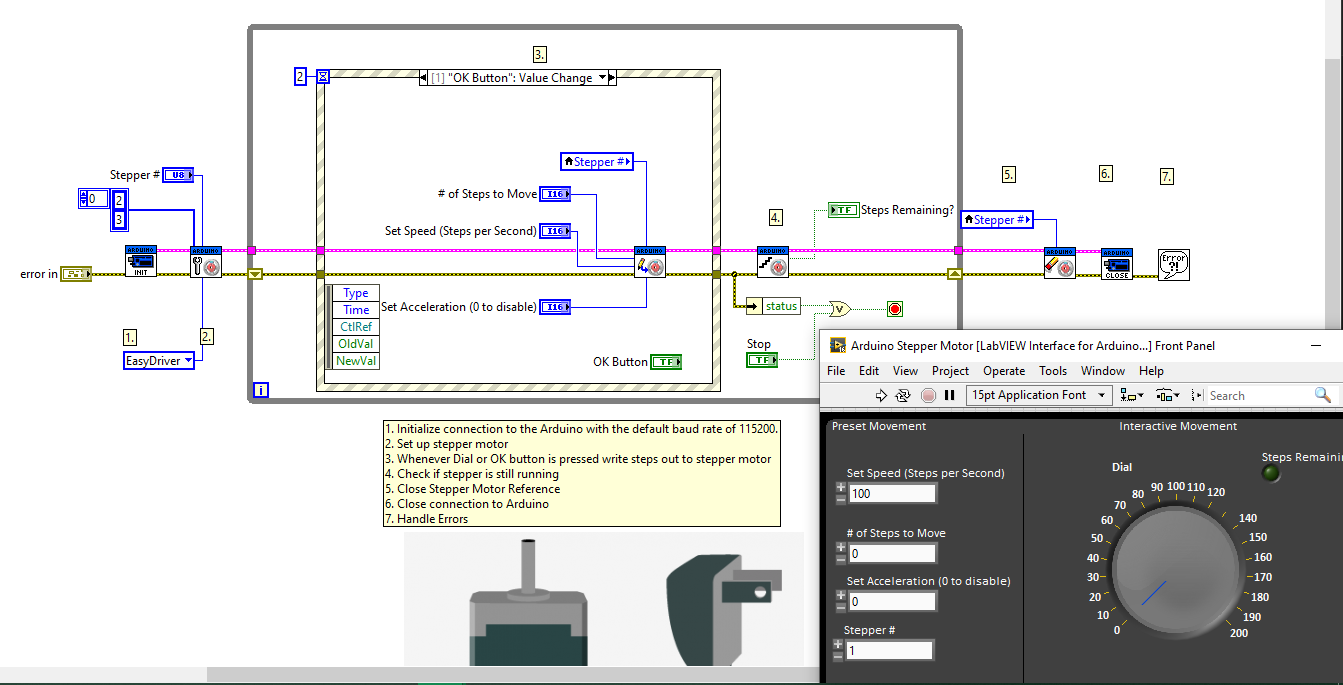 3.
2
[1] "OK Button": Value Change
Stepper #
Stepper #
U8
0
2
3
# of Steps to Move
I16
Set Speed (Steps per Second)
I16
4.
TF
Steps Remaining?
5.
6.
7.
Stepper #
error in
ARDUINO
INIT
ARDUINO
ARDUINO
ARDUINO
ARDUINO
ARDUINO
CLOSE
Error
?!
Type
Time
CtlRef
OldVal
NewVal
Set Acceleration (0 to disable)
I16
status
V
Stop
TF
OK Button
TF
1.
2.
EasyDriver
i
1. Initialize connection to the Arduino with the default baud rate of 115200.
2. Set up stepper motor
3. Whenever Dial or OK button is pressed write steps out to stepper motor
4. Check if stepper is still running
5. Close Stepper Motor Reference
6. Close connection to Arduino
7. Handle Errors
Arduino Stepper Motor [LabVIEW Interface for Arduino...] Front Panel
File Edit View Project Operate Tools Window Help
15pt Application Font
Search
Preset Movement
Interactive Movement
Set Speed (Steps per Second)
100
# of Steps to Move
0
Set Acceleration (0 to disable)
0
Stepper #
1
Steps Remainin
Dial
0 10 20 30 40 50 60 70 80 90 100 110 120 140 150 160 170 180 190 200